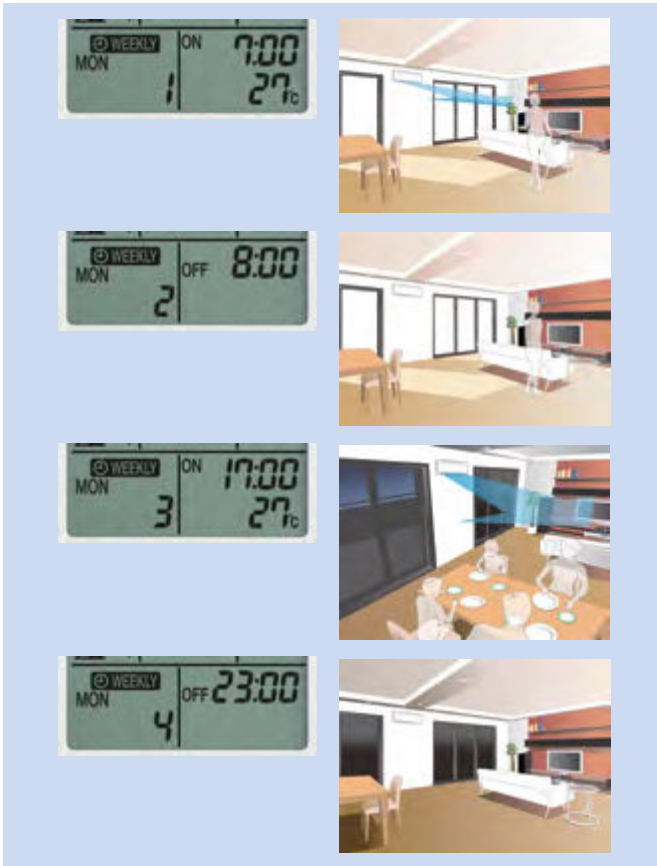 WEEKLY ON 7:00
MON
1 27°C
WEEKLY
MON OFF 8:00
2
WEEKLY ON 17:00
MON
3 27°C
WEEKLY
MON OFF 23:00
4